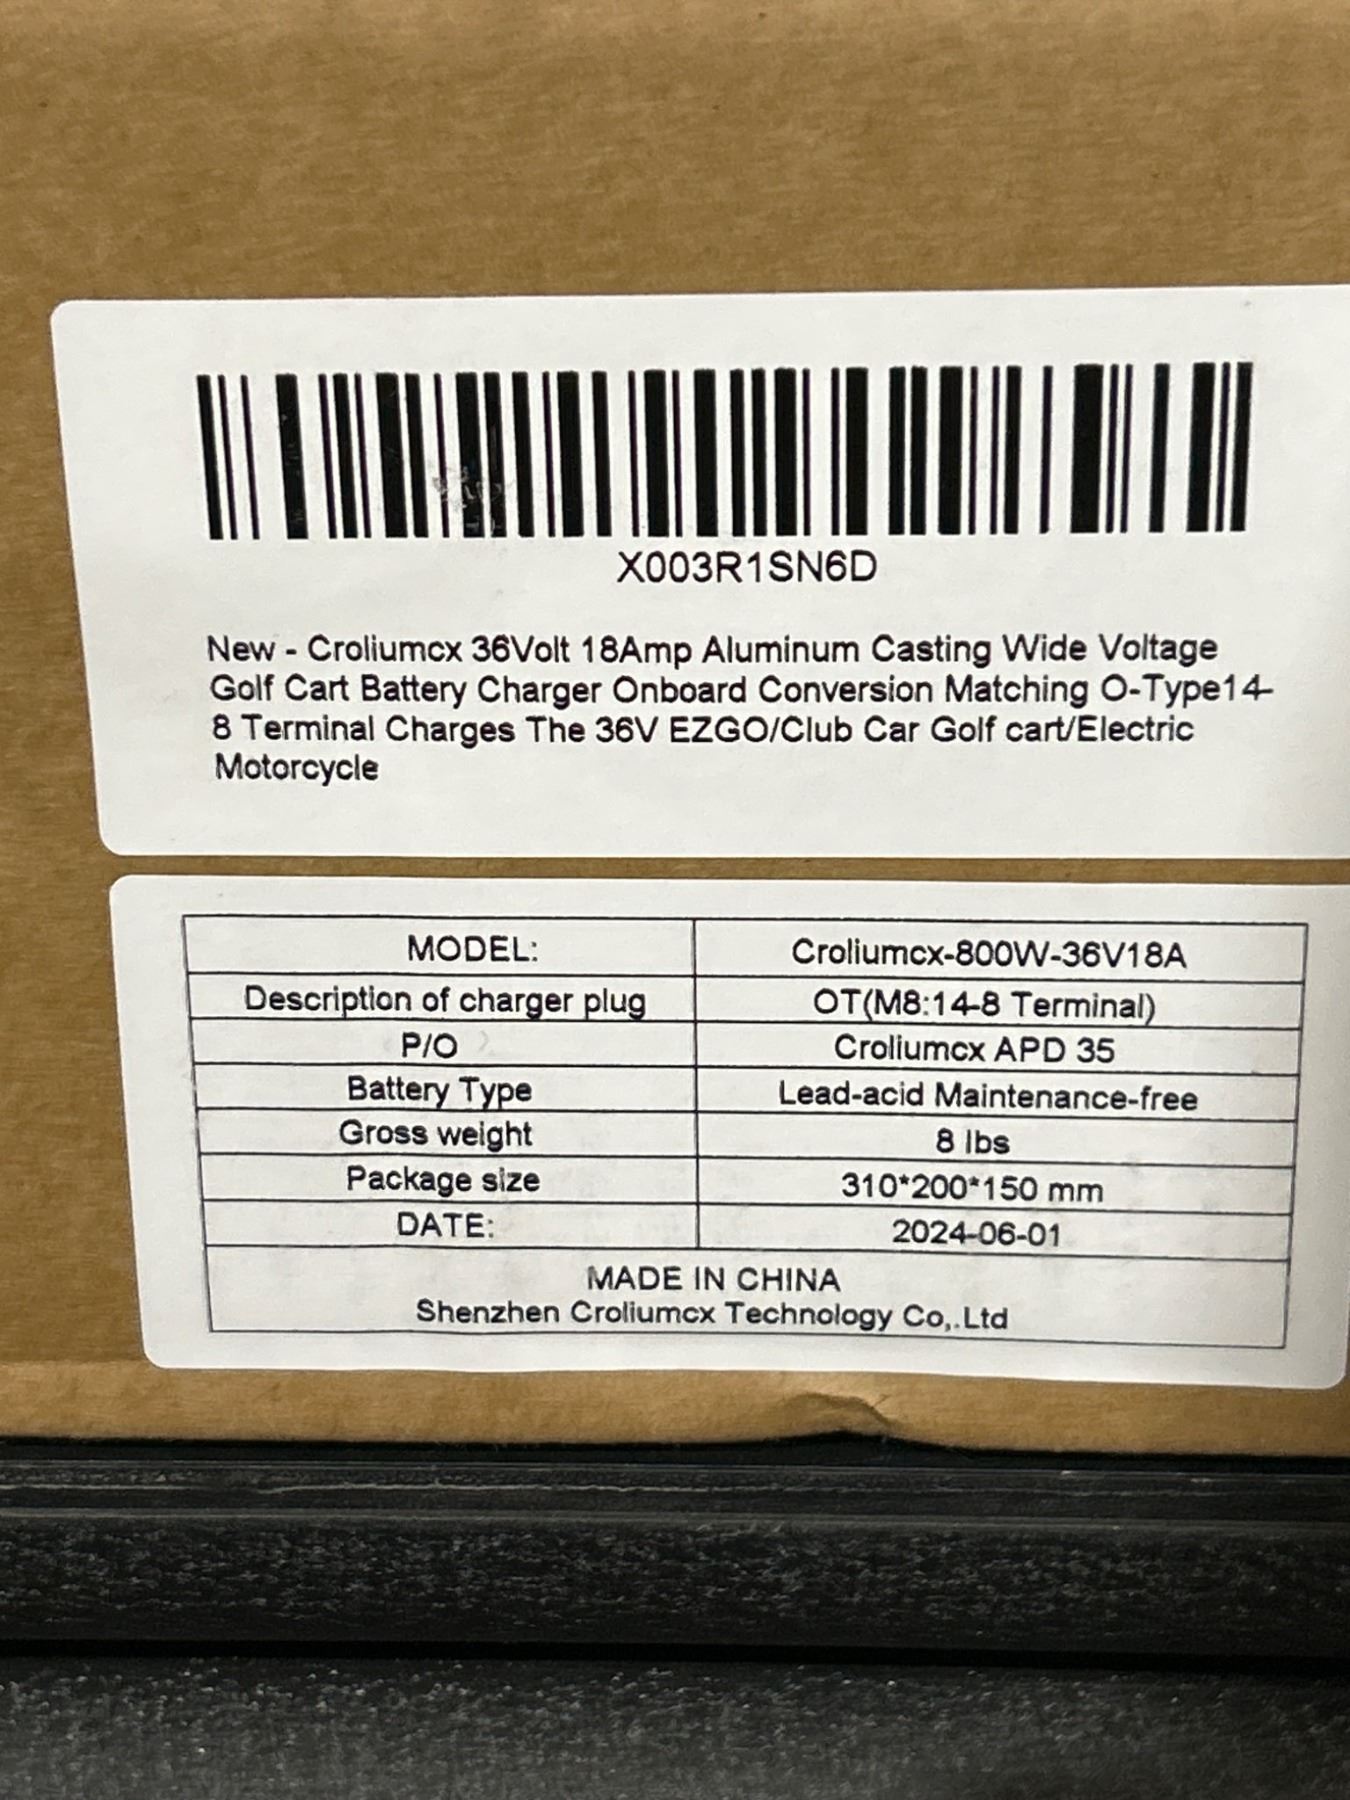 X003R1SN6D
New - Croliumcx 36Volt 18Amp Aluminum Casting Wide Voltage
Golf Cart Battery Charger Onboard Conversion Matching O-Type14-
8 Terminal Charges The 36V EZGO/Club Car Golf cart/Electric
Motorcycle
MODEL: Croliumcx-800W-36V18A
Description of charger plug OT(M8:14-8 Terminal)
P/O Croliumcx APD 35
Battery Type Lead-acid Maintenance-free
Gross weight 8 lbs
Package size 310*200*150 mm
DATE: 2024-06-01
MADE IN CHINA
Shenzhen Croliumcx Technology Co,.Ltd